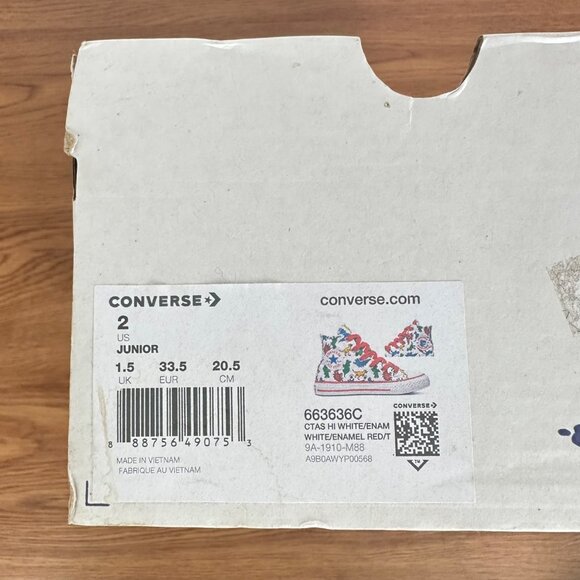 CONVERSE
2
US
JUNIOR
1.5 33.5 20.5
UK EUR CM
8 88756 49075 3
MADE IN VIETNAM
FABRIQUE AU VIETNAM
converse.com
663636C
CTAS HI WHITE/ENAM
WHITE/ENAMEL RED/T
9A-1910-M88
A9B0AWYP00568
CONVERSE
TM